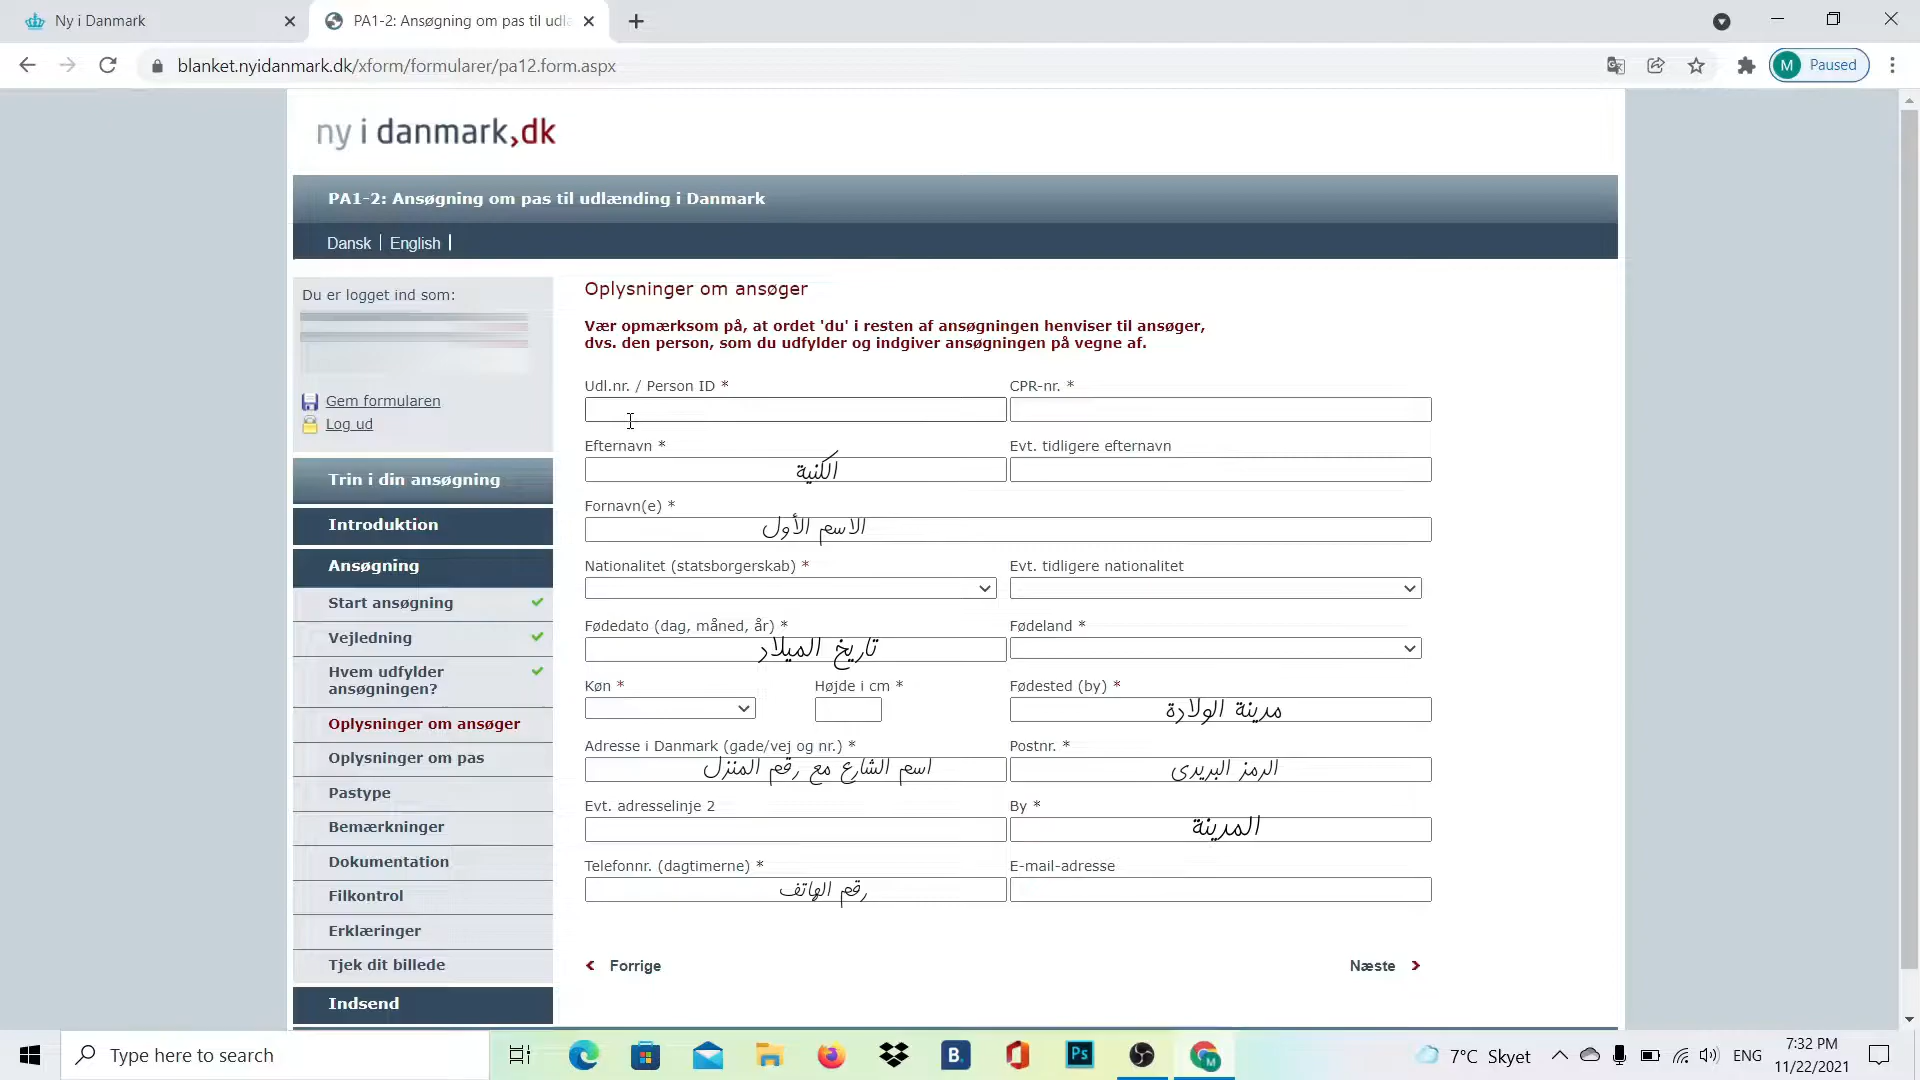 Ny i Danmark
PA1-2: Ansøgning om pas til udla
blanket.nyidanmark.dk/xform/formularer/pa12.form.aspx
M Paused
ny i danmark,dk
PA1-2: Ansøgning om pas til udlænding i Danmark
Dansk | English |
Du er logget ind som:
Gem formularen
Log ud
Trin i din ansøgning
Introduktion
Ansøgning
Start ansøgning
Vejledning
Hvem udfylder
ansøgningen?
Oplysninger om ansøger
Oplysninger om pas
Pastype
Bemærkninger
Dokumentation
Filkontrol
Erklæringer
Tjek dit billede
Indsend
Oplysninger om ansøger
Vær opmærksom på, at ordet 'du' i resten af ansøgningen henviser til ansøger,
dvs. den person, som du udfylder og indgiver ansøgningen på vegne af.
Udl.nr. / Person ID * CPR-nr. *
Efternavn * Evt. tidligere efternavn
الكنية
Fornavn(e) *
الاسم الأول
Nationalitet (statsborgerskab) * Evt. tidligere nationalitet
Fødedato (dag, måned, år) * Fødeland *
تاريخ الميلاد
Køn * Højde i cm * Fødested (by) *
مدينة الولادة
Adresse i Danmark (gade/vej og nr.) * Postnr. *
اسم الشارع مع رقم المنزل
الرمز البريدي
Evt. adresselinje 2 By *
المدينة
Telefonnr. (dagtimerne) * E-mail-adresse
رقم الهاتف
Forrige Næste
Type here to search
B.
Ps
M
7°C Skyet
ENG
7:32 PM
11/22/2021